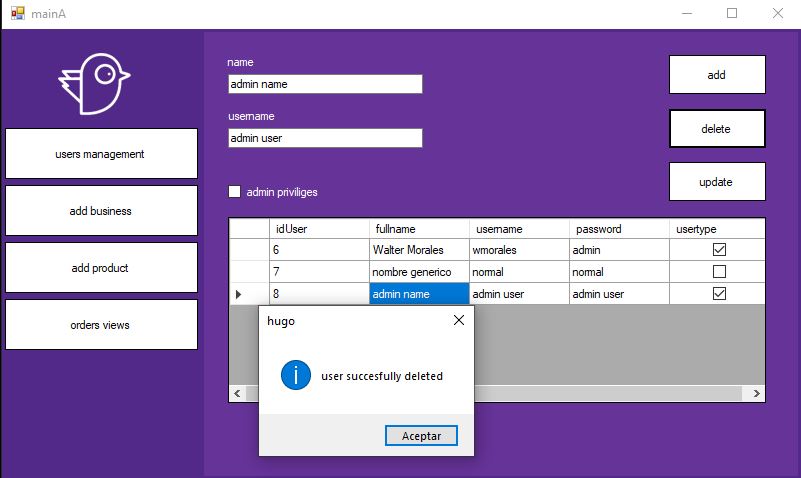 mainA
users management
add business
add product
orders views
name
admin name
username
admin user
admin priviliges
add
delete
update
idUser fullname username password usertype
6 Walter Morales wmorales admin
7 nombre generico normal normal
8 admin name admin user admin user
hugo
user succesfully deleted
Aceptar